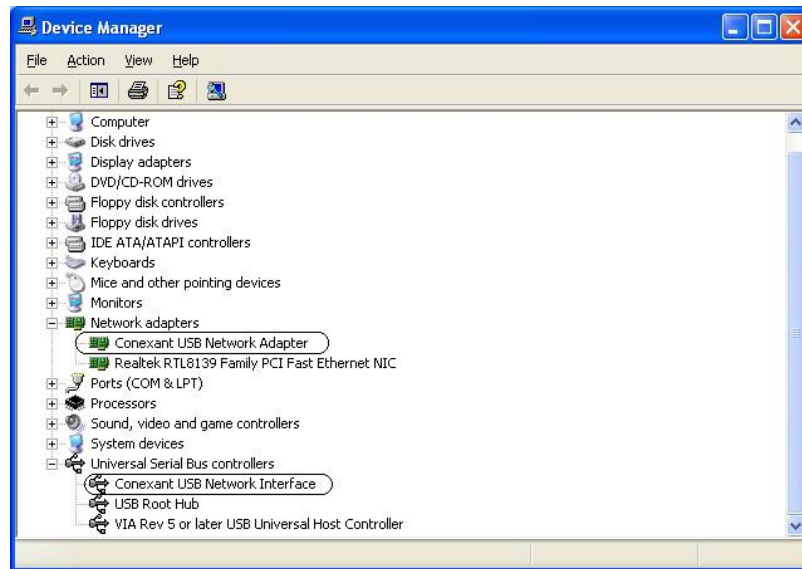 Device Manager
File Action View Help
Computer
Disk drives
Display adapters
DVD/CD-ROM drives
Floppy disk controllers
Floppy disk drives
IDE ATA/ATAPI controllers
Keyboards
Mice and other pointing devices
Monitors
Network adapters
Conexant USB Network Adapter
Realtek RTL8139 Family PCI Fast Ethernet NIC
Ports (COM & LPT)
Processors
Sound, video and game controllers
System devices
Universal Serial Bus controllers
Conexant USB Network Interface
USB Root Hub
VIA Rev 5 or later USB Universal Host Controller